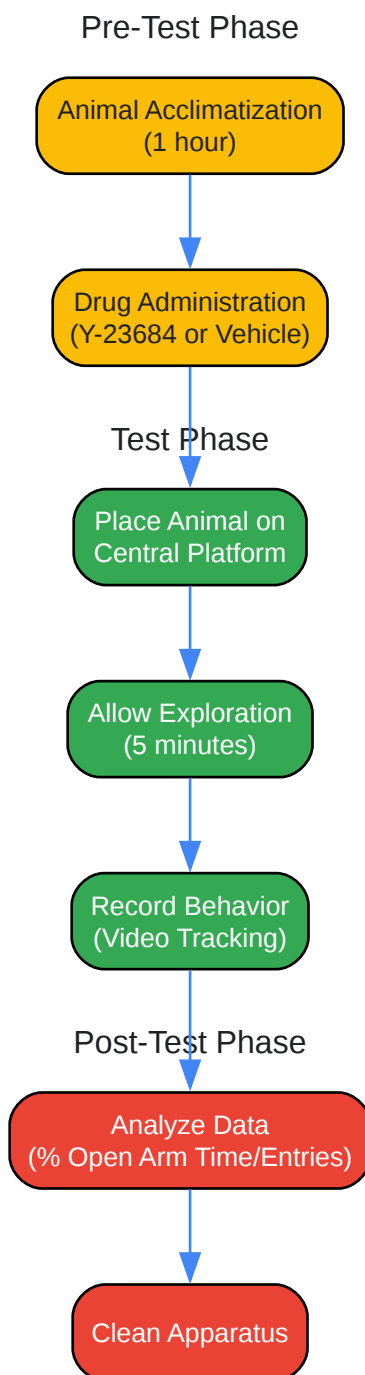 Pre-Test Phase
Animal Acclimatization
(1 hour)
Drug Administration
(Y-23684 or Vehicle)
Test Phase
Place Animal on
Central Platform
Allow Exploration
(5 minutes)
Record Behavior
(Video Tracking)
Post-Test Phase
Analyze Data
(% Open Arm Time/Entries)
Clean Apparatus